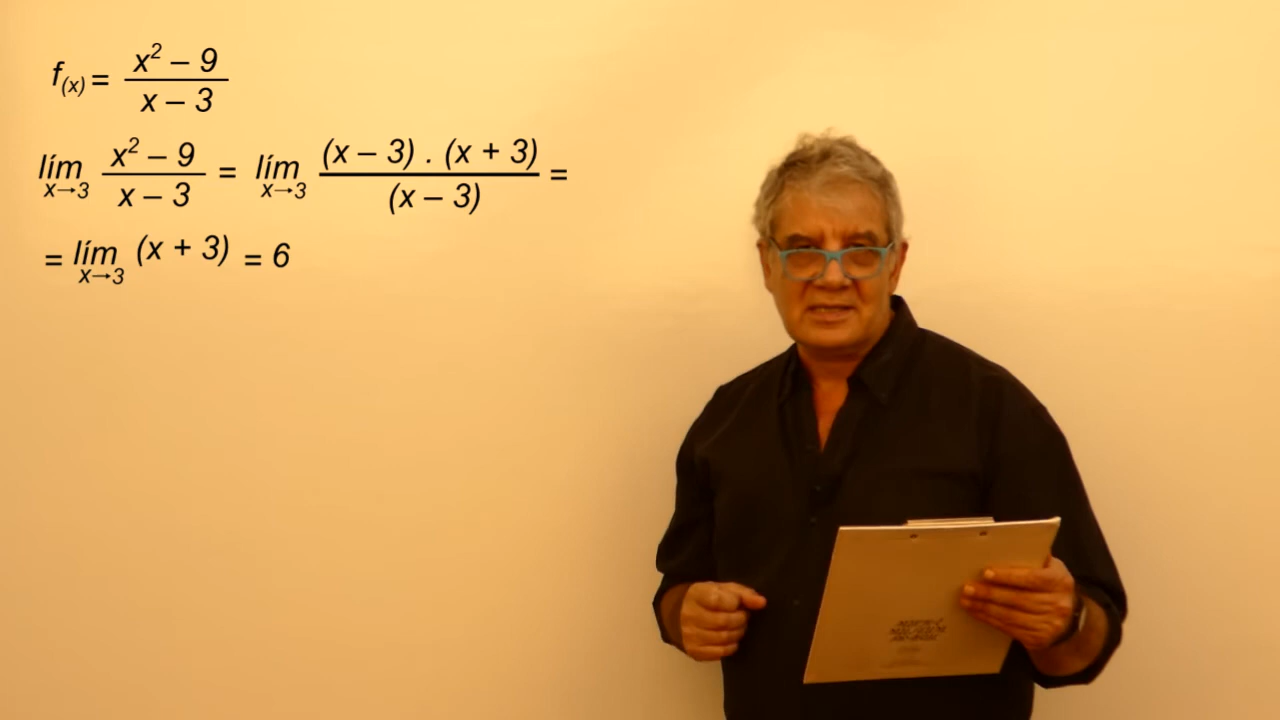 f(x) = x² – 9 / x – 3
lím x→3 x² – 9 / x – 3 = lím x→3 (x – 3) . (x + 3) / (x – 3) =
= lím x→3 (x + 3) = 6